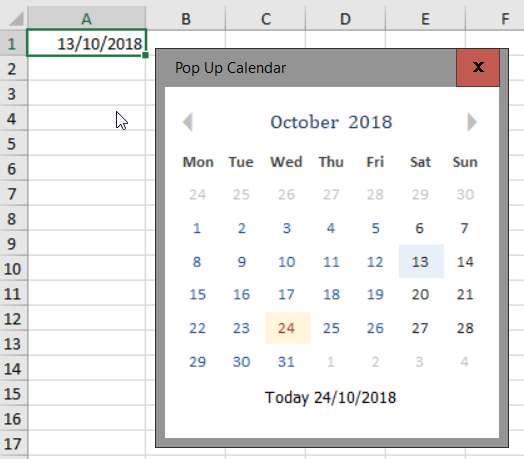 A B C D E F
1 13/10/2018
Pop Up Calendar x
2
3
4
5
6
7
8
9
10
11
12
13
14
15
16
17
October 2018
Mon Tue Wed Thu Fri Sat Sun
24 25 26 27 28 29 30
1 2 3 4 5 6 7
8 9 10 11 12 13 14
15 16 17 18 19 20 21
22 23 24 25 26 27 28
29 30 31 1 2 3 4
Today 24/10/2018